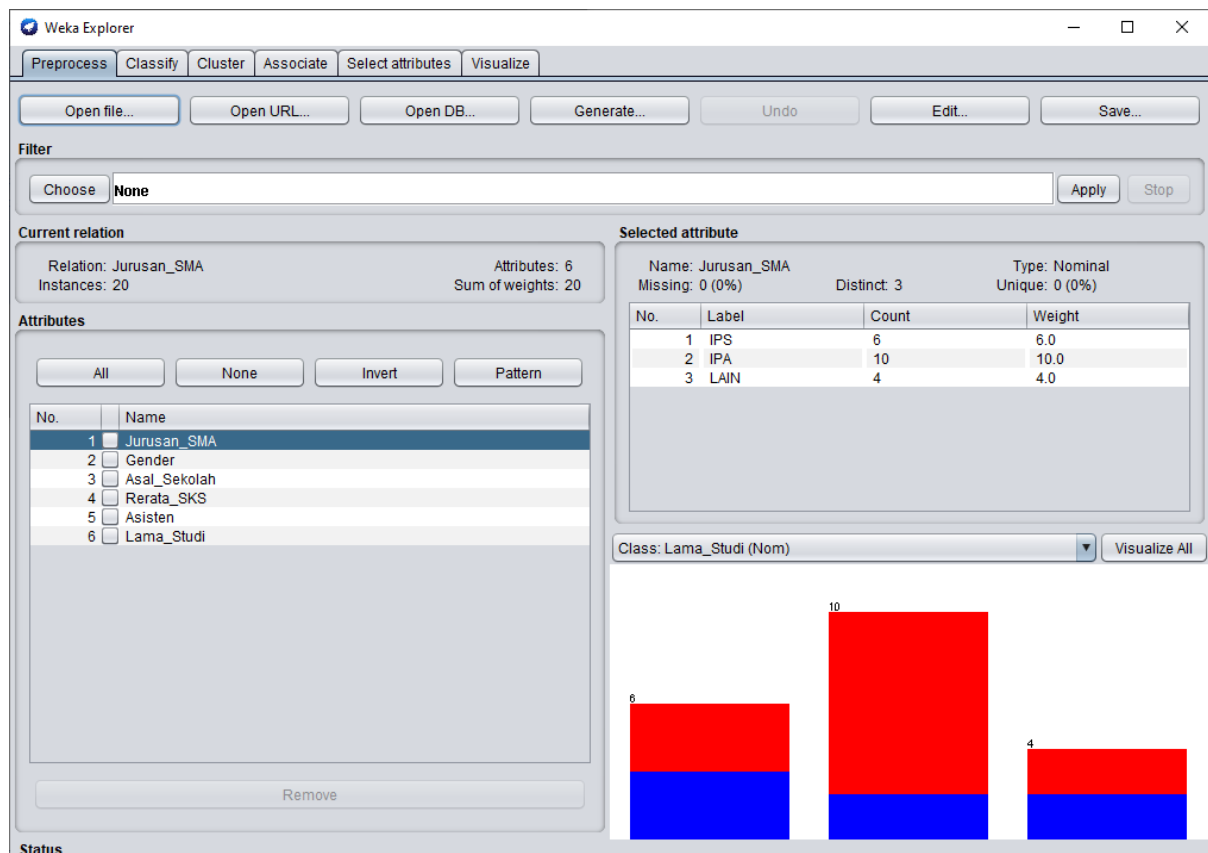 Weka Explorer
Preprocess Classify Cluster Associate Select attributes Visualize
Open file... Open URL... Open DB... Generate... Undo Edit... Save...
Filter
Choose None Apply Stop
Current relation
Relation: Jurusan_SMA Attributes: 6
Instances: 20 Sum of weights: 20
Attributes
All None Invert Pattern
No. Name
1 Jurusan_SMA
2 Gender
3 Asal_Sekolah
4 Rerata_SKS
5 Asisten
6 Lama_Studi
Remove
Selected attribute
Name: Jurusan_SMA Type: Nominal
Missing: 0 (0%) Distinct: 3 Unique: 0 (0%)
No. Label Count Weight
1 IPS 6 6.0
2 IPA 10 10.0
3 LAIN 4 4.0
Class: Lama_Studi (Nom) Visualize All
6 10 4
Status